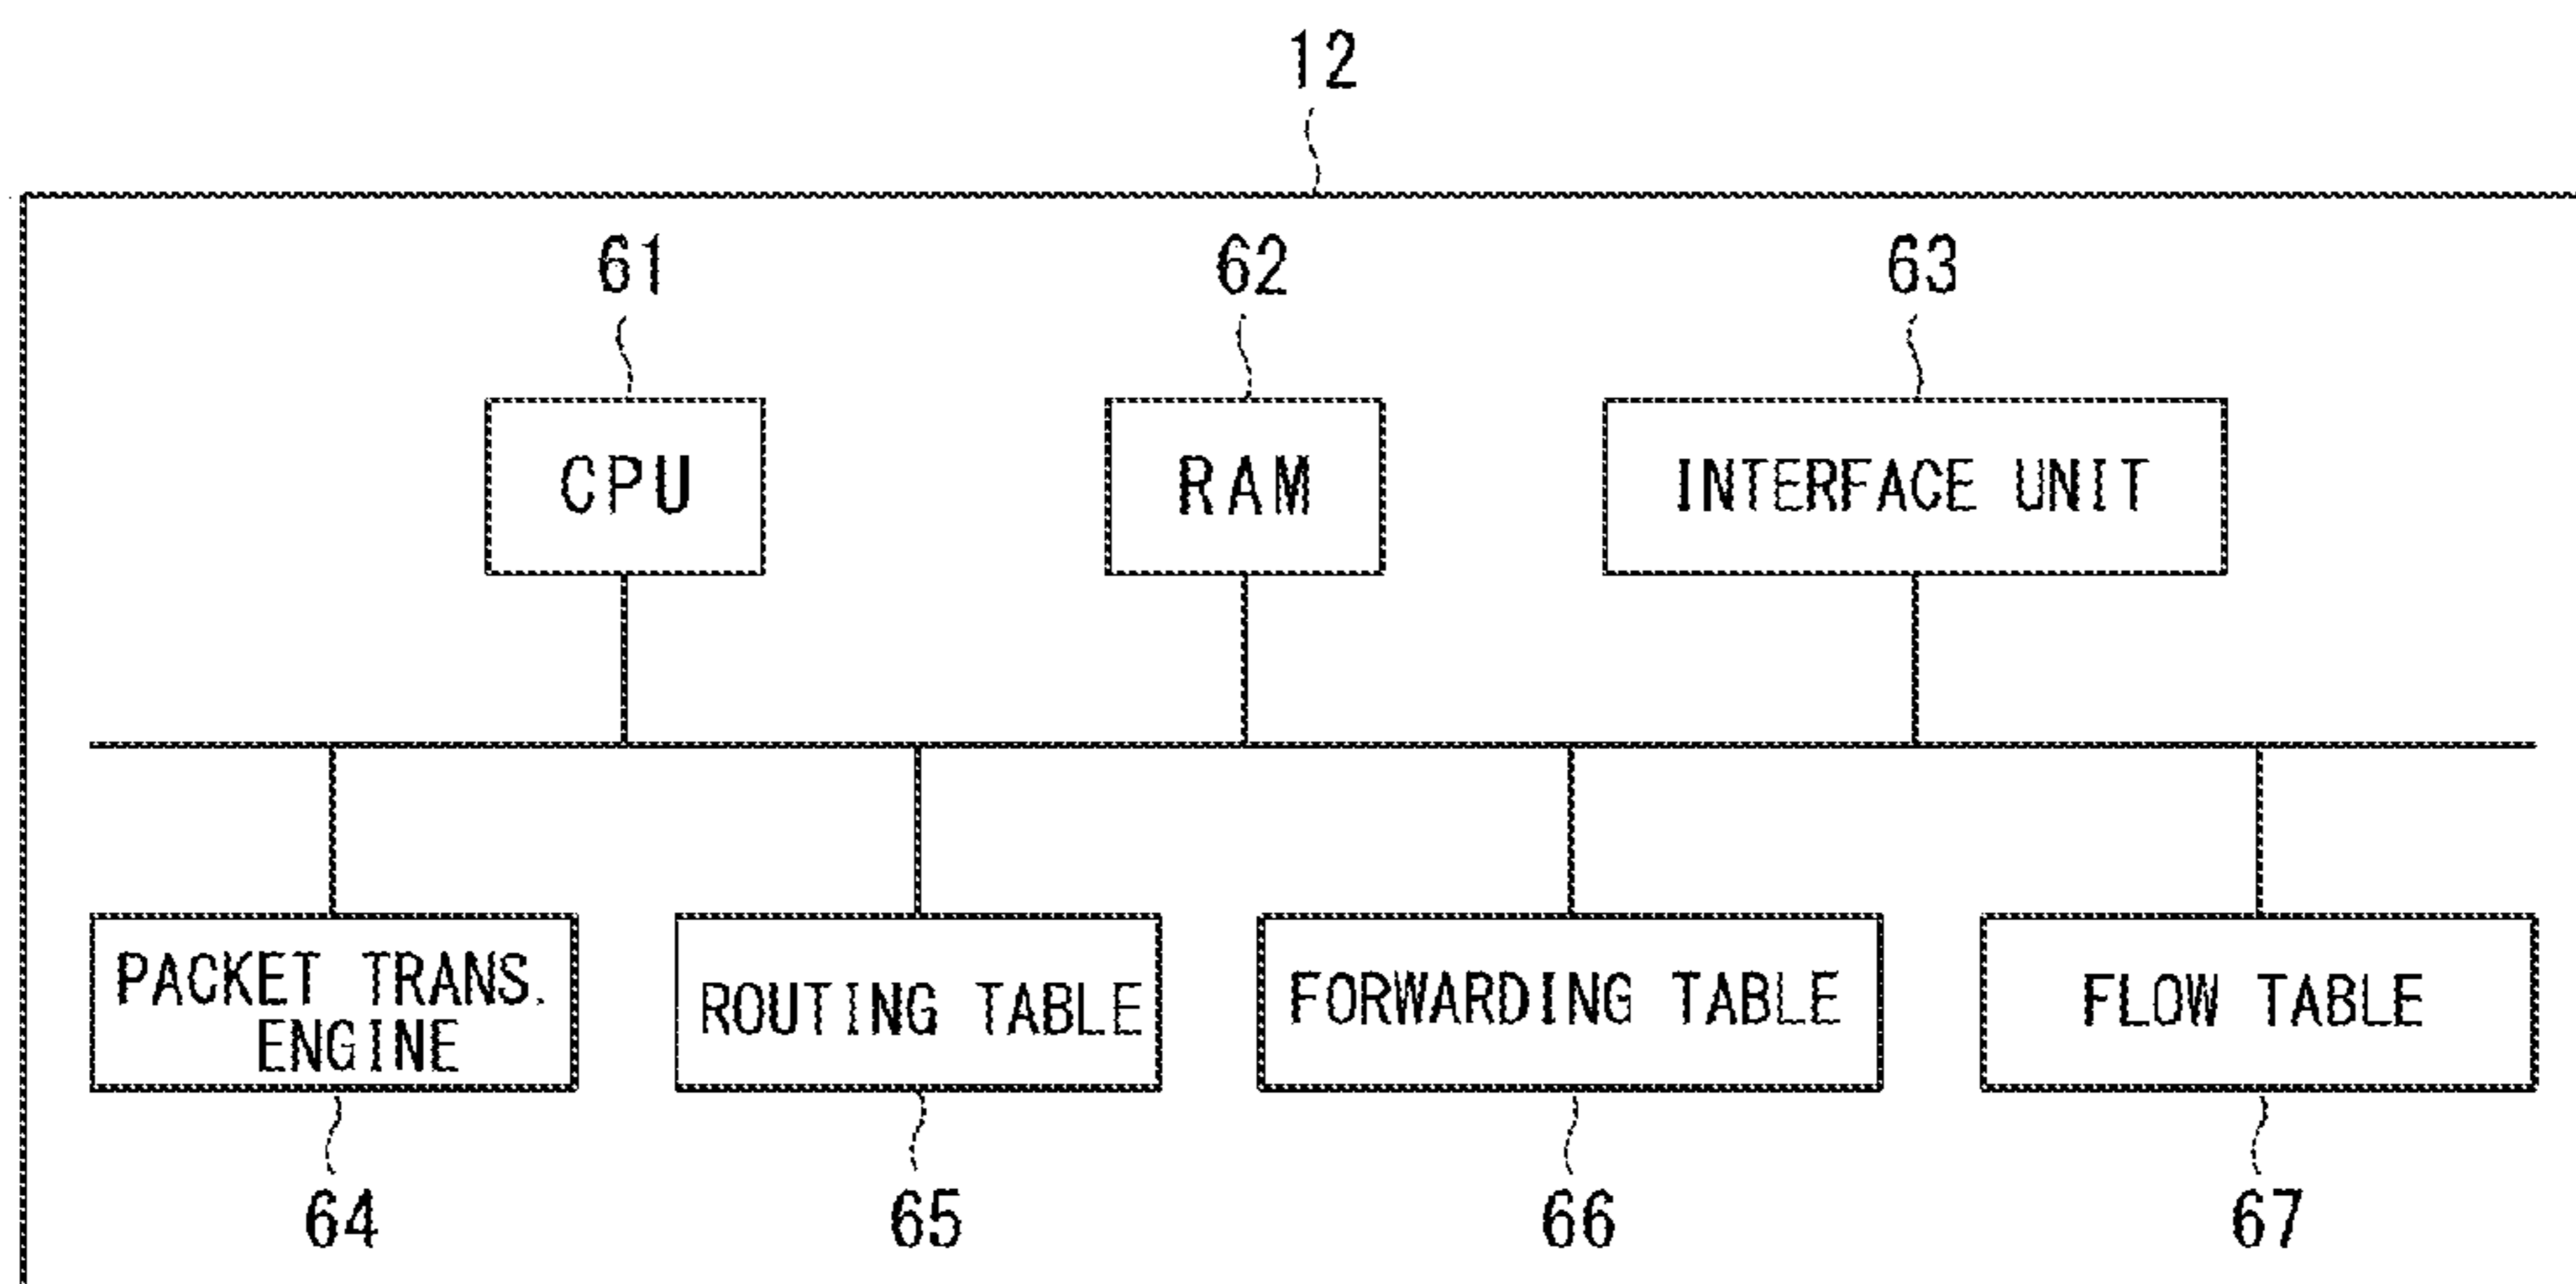 12
61
62
63
CPU
RAM
INTERFACE UNIT
PACKET TRANS.
ENGINE
ROUTING TABLE
FORWARDING TABLE
FLOW TABLE
64
65
66
67